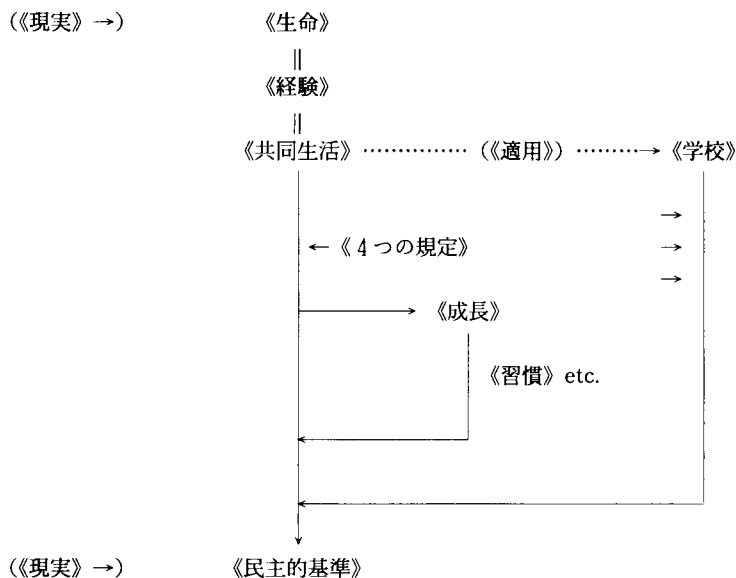 (《現実》→) 《生命》
‖
《経験》
‖
《共同生活》 ·············· (《適用》) ·········→ 《学校》
→
← 《4つの規定》 →
→
《成長》
《習慣》 etc.
(《現実》→) 《民主的基準》